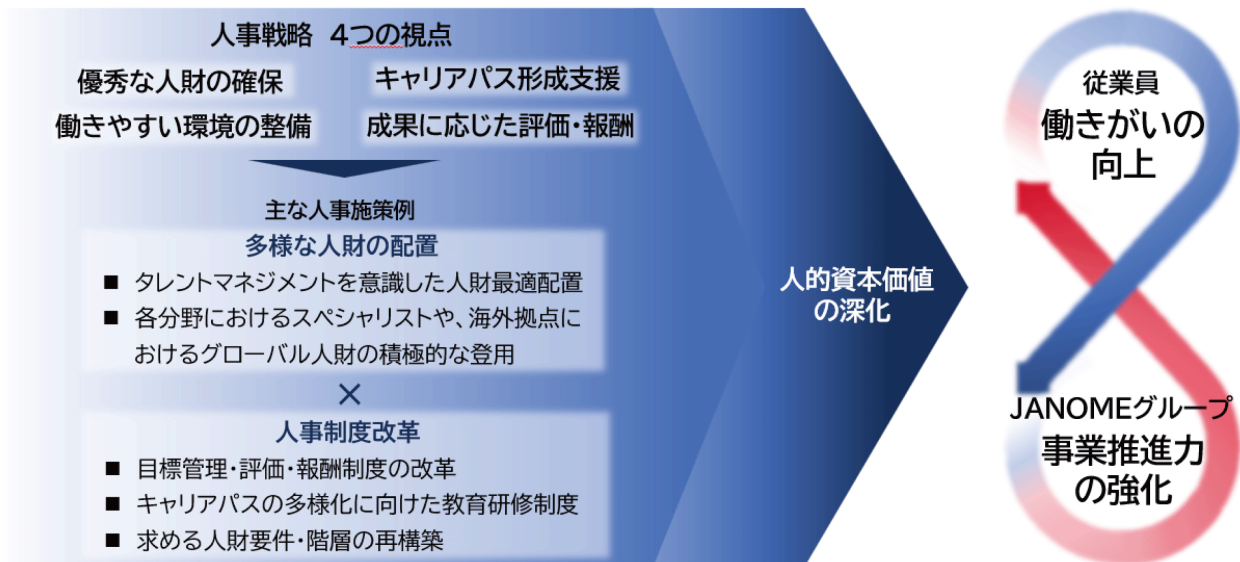 人事戦略 4つの視点
優秀な人財の確保
キャリアパス形成支援
働きやすい環境の整備
成果に応じた評価・報酬
主な人事施策例
多様な人財の配置
■ タレントマネジメントを意識した人財最適配置
■ 各分野におけるスペシャリストや、海外拠点に
おけるグローバル人財の積極的な登用
×
人事制度改革
■ 目標管理・評価・報酬制度の改革
■ キャリアパスの多様化に向けた教育研修制度
■ 求める人財要件・階層の再構築
人的資本価値
の深化
従業員
働きがいの
向上
JANOMEグループ
事業推進力
の強化